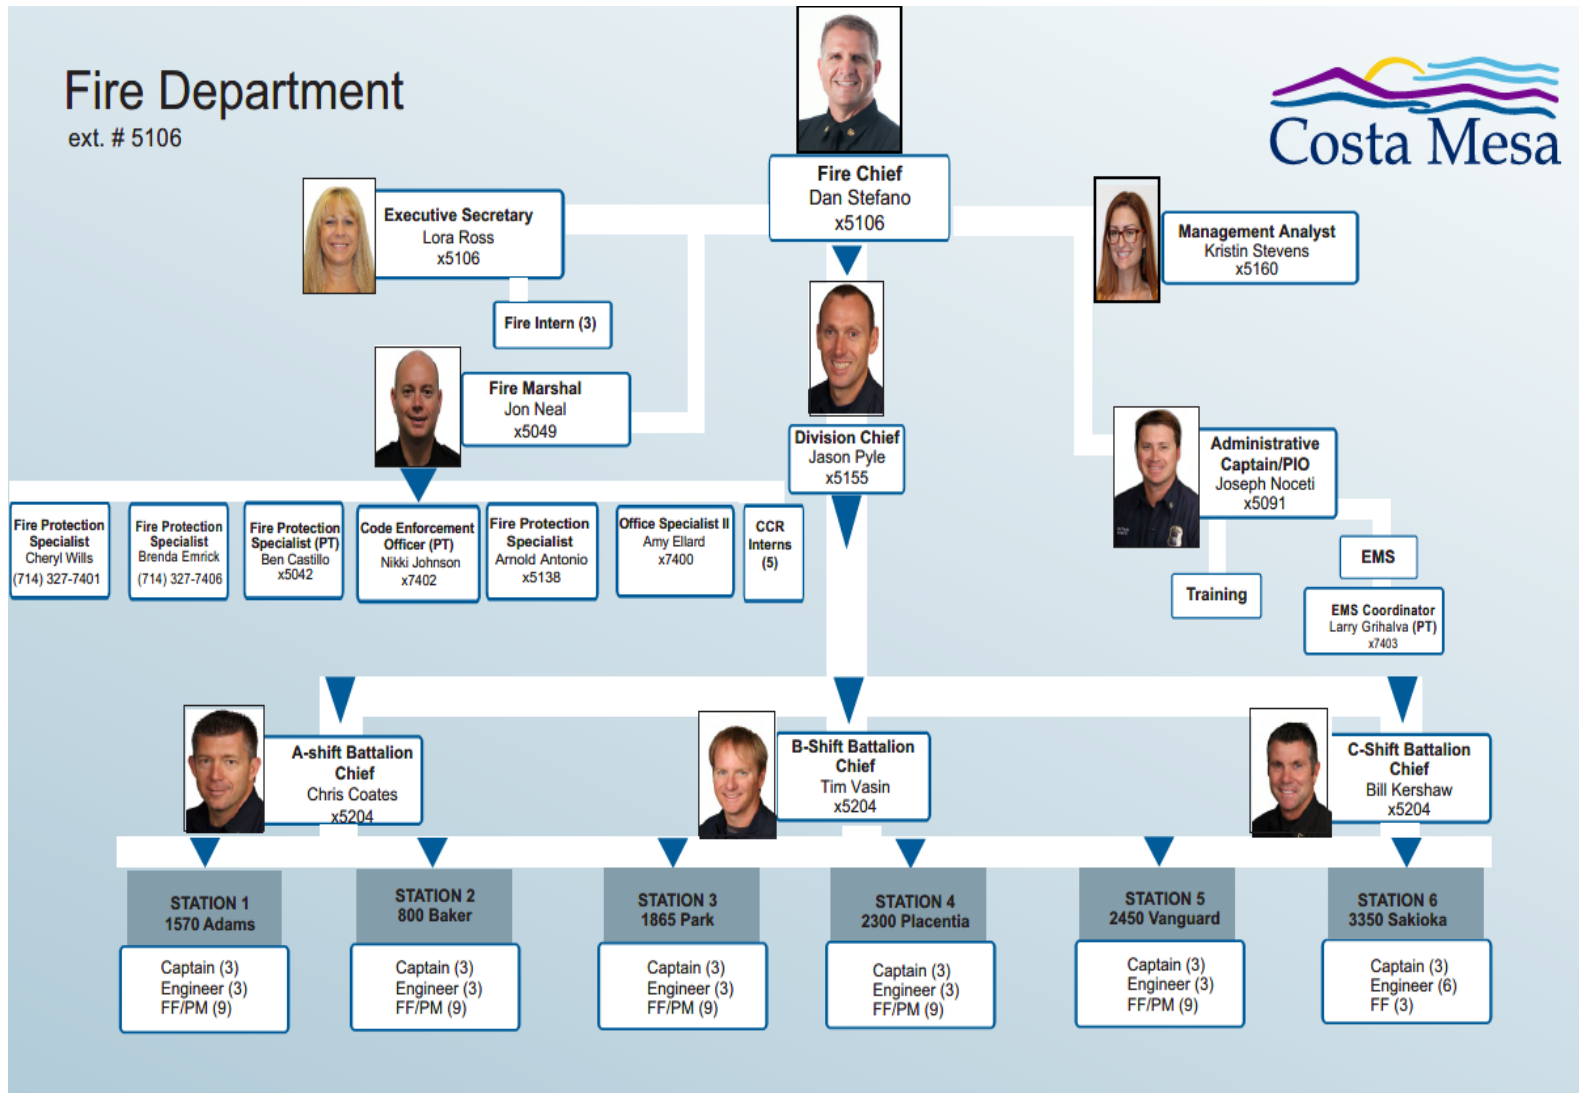 Fire Department
ext. # 5106
Costa Mesa
Fire Chief
Dan Stefano
x5106
Executive Secretary
Lora Ross
x5106
Management Analyst
Kristin Stevens
x5160
Fire Intern (3)
Fire Marshal
Jon Neal
x5049
Division Chief
Jason Pyle
x5155
Administrative
Captain/PIO
Joseph Noceti
x5091
Fire Protection
Specialist
Cheryl Wills
(714) 327-7401
Fire Protection
Specialist
Brenda Emrick
(714) 327-7406
Fire Protection
Specialist (PT)
Ben Castillo
x5042
Code Enforcement
Officer (PT)
Nikki Johnson
x7402
Fire Protection
Specialist
Arnold Antonio
x5138
Office Specialist II
Amy Ellard
x7400
CCR
Interns
(5)
Training
EMS
EMS Coordinator
Larry Grihalva (PT)
x7403
A-shift Battalion
Chief
Chris Coates
x5204
B-Shift Battalion
Chief
Tim Vasin
x5204
C-Shift Battalion
Chief
Bill Kershaw
x5204
STATION 1
1570 Adams
Captain (3)
Engineer (3)
FF/PM (9)
STATION 2
800 Baker
Captain (3)
Engineer (3)
FF/PM (9)
STATION 3
1865 Park
Captain (3)
Engineer (3)
FF/PM (9)
STATION 4
2300 Placentia
Captain (3)
Engineer (3)
FF/PM (9)
STATION 5
2450 Vanguard
Captain (3)
Engineer (3)
FF/PM (9)
STATION 6
3350 Sakioka
Captain (3)
Engineer (6)
FF (3)